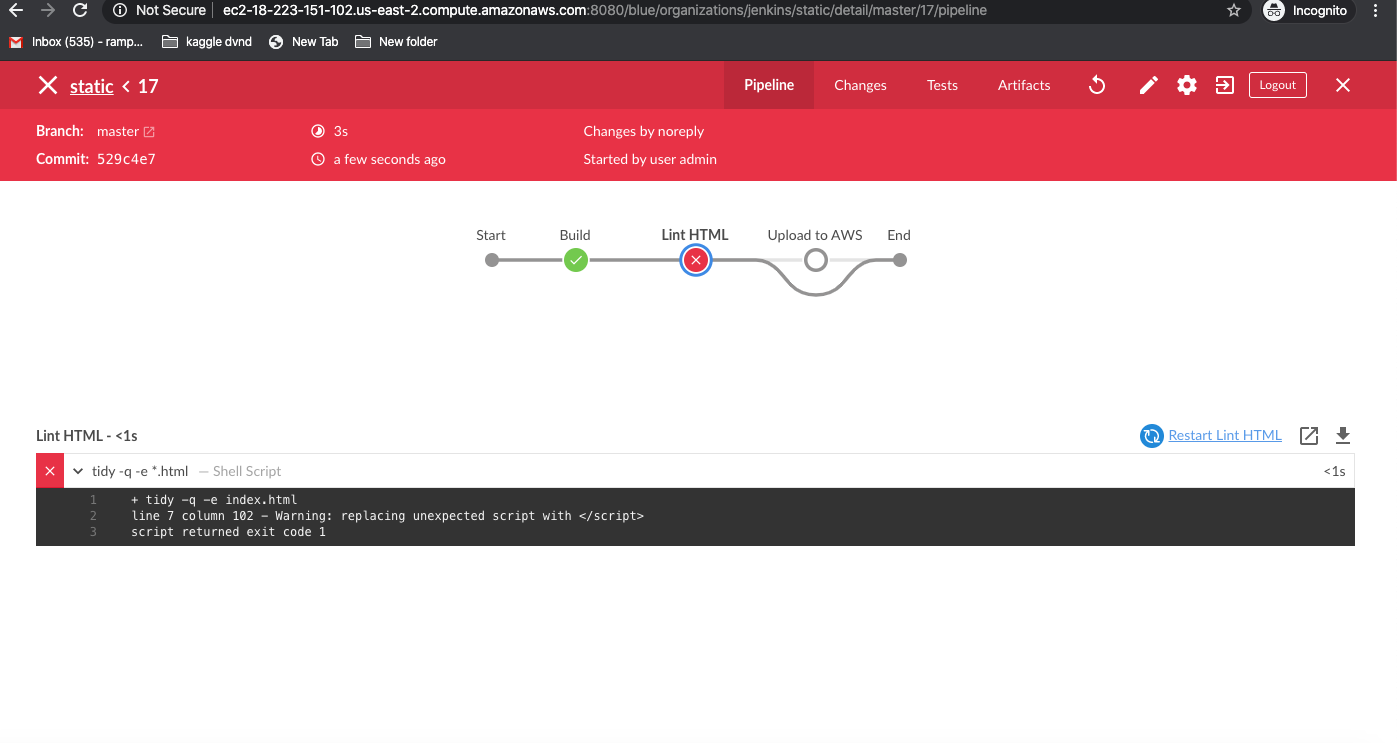 Not Secure ec2-18-223-151-102.us-east-2.compute.amazonaws.com:8080/blue/organizations/jenkins/static/detail/master/17/pipeline Incognito
Inbox (535) - ramp... kaggle dvnd New Tab New folder
static < 17 Pipeline Changes Tests Artifacts Logout
Branch: master 3s Changes by noreply
Commit: 529c4e7 a few seconds ago Started by user admin
Start Build Lint HTML Upload to AWS End
Lint HTML - <1s Restart Lint HTML
tidy -q -e *.html — Shell Script <1s
1 + tidy -q -e index.html
2 line 7 column 102 - Warning: replacing unexpected script with </script>
3 script returned exit code 1